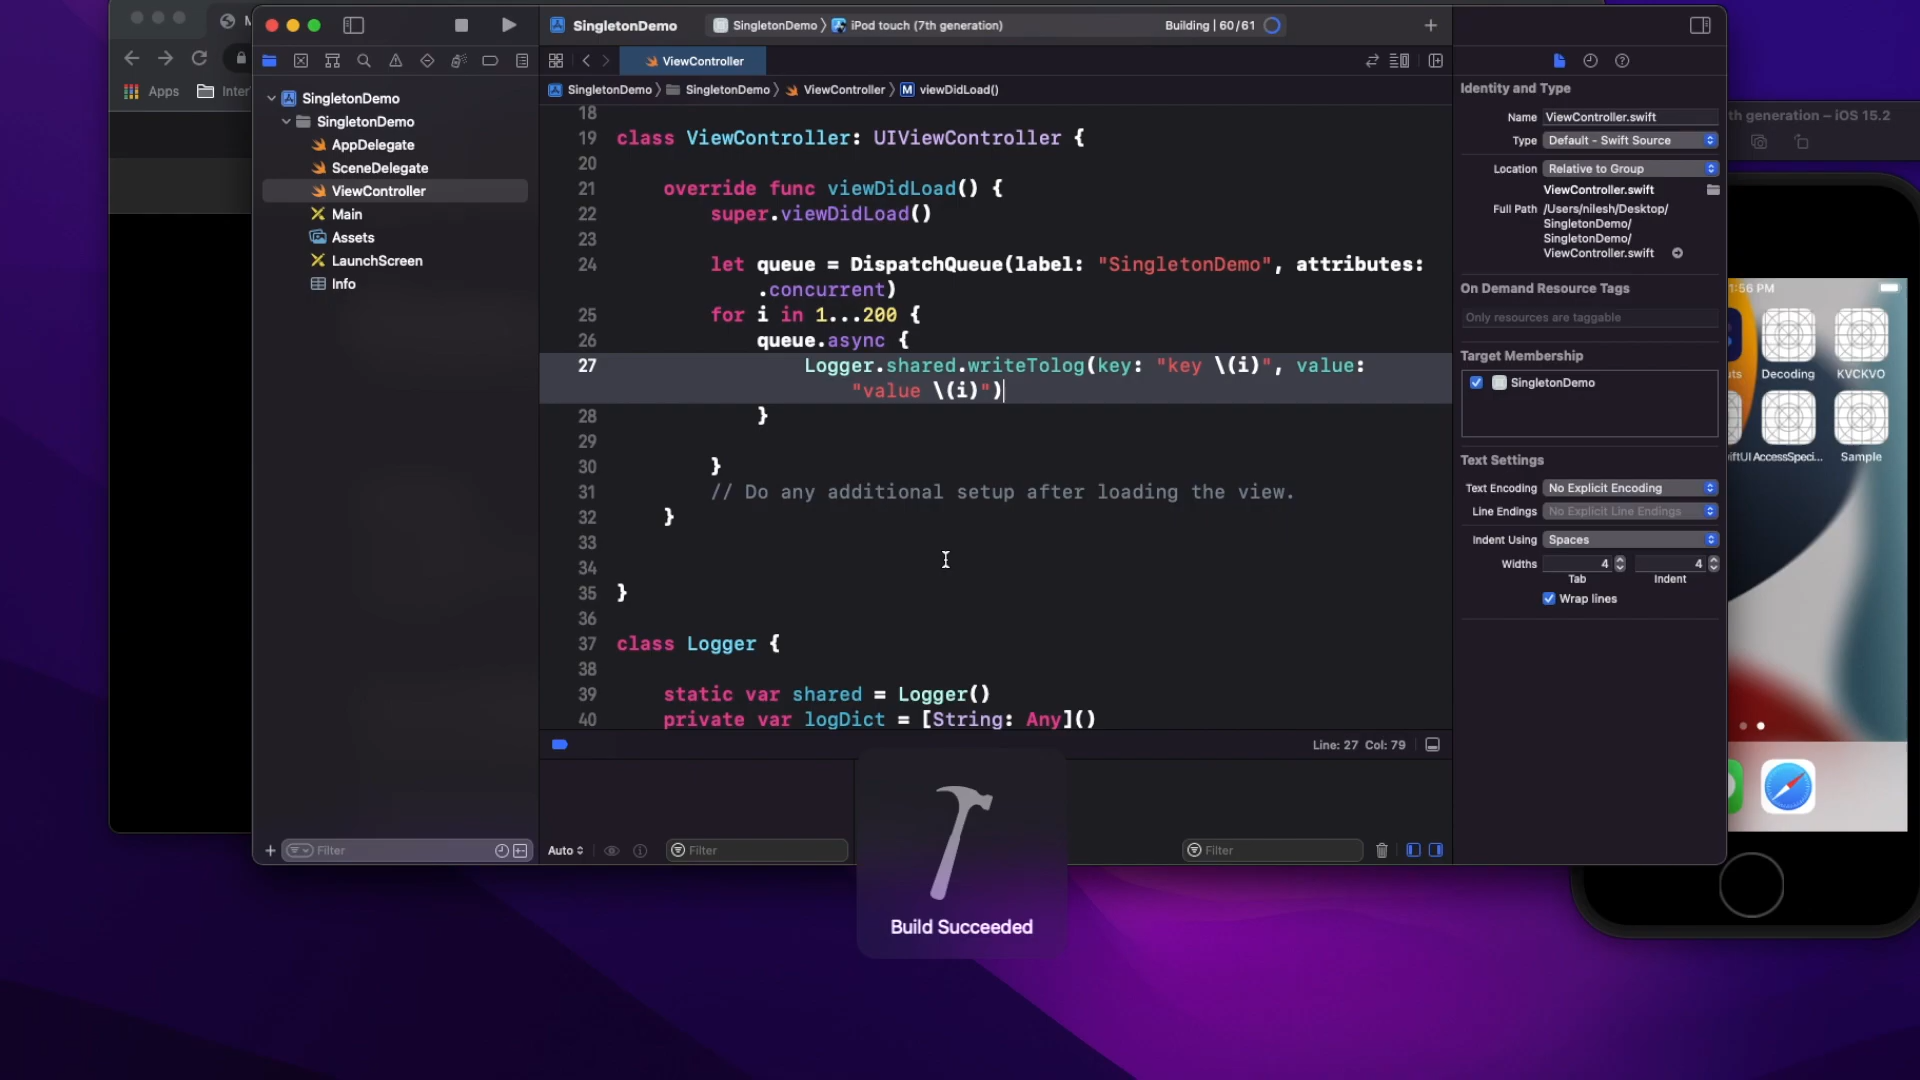 SingletonDemo
SingletonDemo
iPod touch (7th generation)
Building | 60/61
ViewController
SingletonDemo
SingletonDemo
ViewController
M
viewDidLoad()
Apps
SingletonDemo
SingletonDemo
AppDelegate
SceneDelegate
ViewController
Main
Assets
LaunchScreen
Info
Filter
18
19 class ViewController: UIViewController {
20
21 override func viewDidLoad() {
22 super.viewDidLoad()
23
24 let queue = DispatchQueue(label: "SingletonDemo", attributes:
.concurrent)
25 for i in 1...200 {
26 queue.async {
27 Logger.shared.writeTolog(key: "key \(i)", value:
"value \(i)")
28 }
29
30 }
31 // Do any additional setup after loading the view.
32 }
33
34
35 }
36
37 class Logger {
38
39 static var shared = Logger()
40 private var logDict = [String: Any]()
Line: 27 Col: 79
Auto
Filter
Filter
Build Succeeded
Identity and Type
Name ViewController.swift
Type Default - Swift Source
Location Relative to Group
ViewController.swift
Full Path /Users/nilesh/Desktop/
SingletonDemo/
SingletonDemo/
ViewController.swift
On Demand Resource Tags
Only resources are taggable
Target Membership
SingletonDemo
Text Settings
Text Encoding No Explicit Encoding
Line Endings No Explicit Line Endings
Indent Using Spaces
Widths 4 4
Tab Indent
Wrap lines
th generation – iOS 15.2
:56 PM
Decoding
KVCKVO
AccessSpeci...
Sample